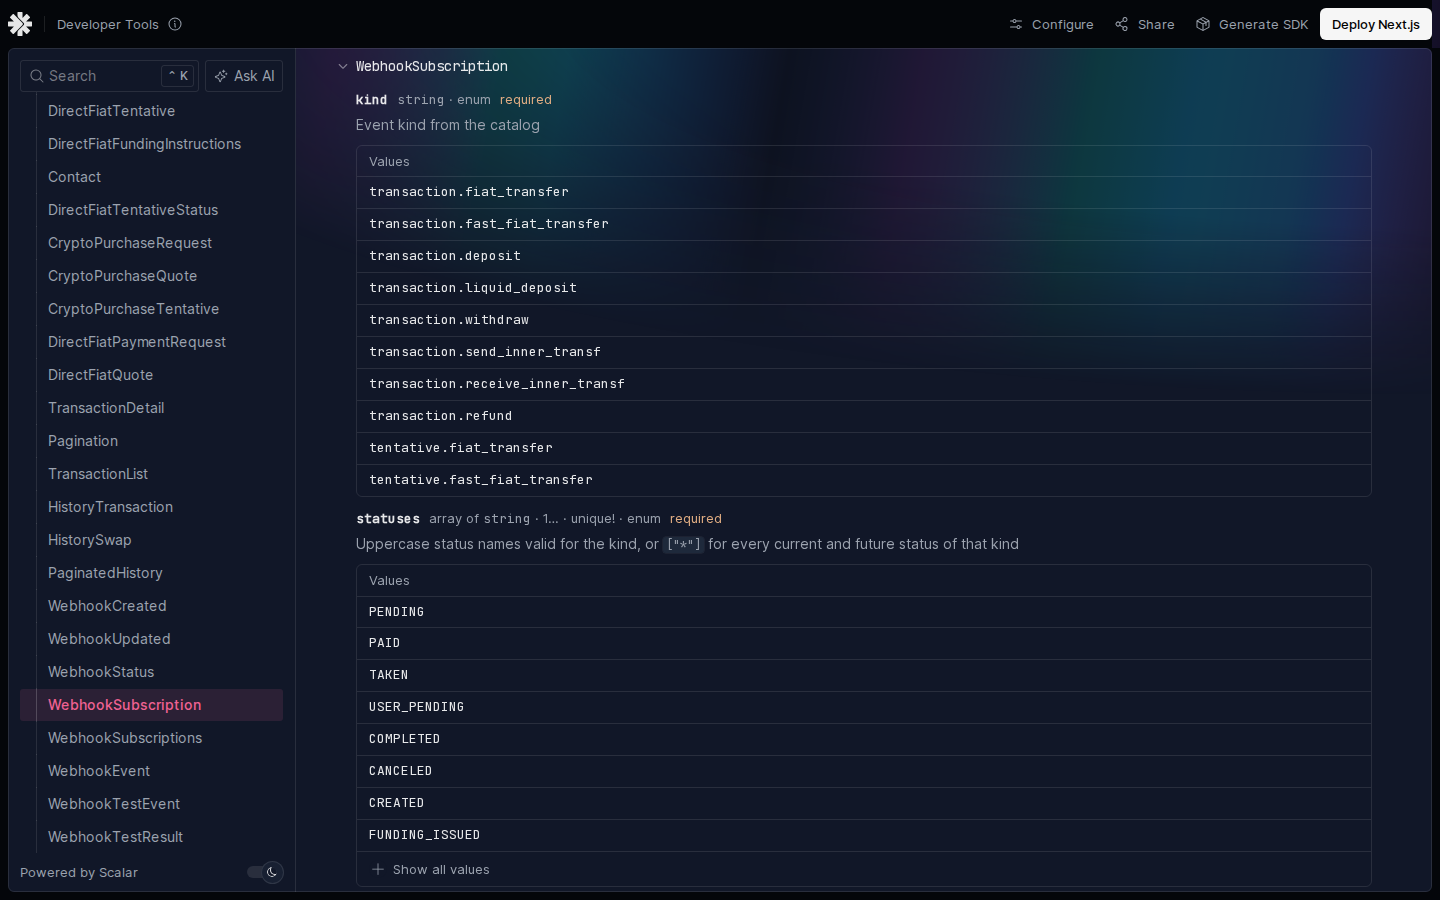 Developer Tools
Configure
Share
Generate SDK
Deploy Next.js
Search
⌃ K
Ask AI
DirectFiatTentative
DirectFiatFundingInstructions
Contact
DirectFiatTentativeStatus
CryptoPurchaseRequest
CryptoPurchaseQuote
CryptoPurchaseTentative
DirectFiatPaymentRequest
DirectFiatQuote
TransactionDetail
Pagination
TransactionList
HistoryTransaction
HistorySwap
PaginatedHistory
WebhookCreated
WebhookUpdated
WebhookStatus
WebhookSubscription
WebhookSubscriptions
WebhookEvent
WebhookTestEvent
WebhookTestResult
Powered by Scalar
WebhookSubscription
kind string · enum required
Event kind from the catalog
Values
transaction.fiat_transfer
transaction.fast_fiat_transfer
transaction.deposit
transaction.liquid_deposit
transaction.withdraw
transaction.send_inner_transf
transaction.receive_inner_transf
transaction.refund
tentative.fiat_transfer
tentative.fast_fiat_transfer
statuses array of string · 1… · unique! · enum required
Uppercase status names valid for the kind, or ["*"] for every current and future status of that kind
Values
PENDING
PAID
TAKEN
USER_PENDING
COMPLETED
CANCELED
CREATED
FUNDING_ISSUED
Show all values